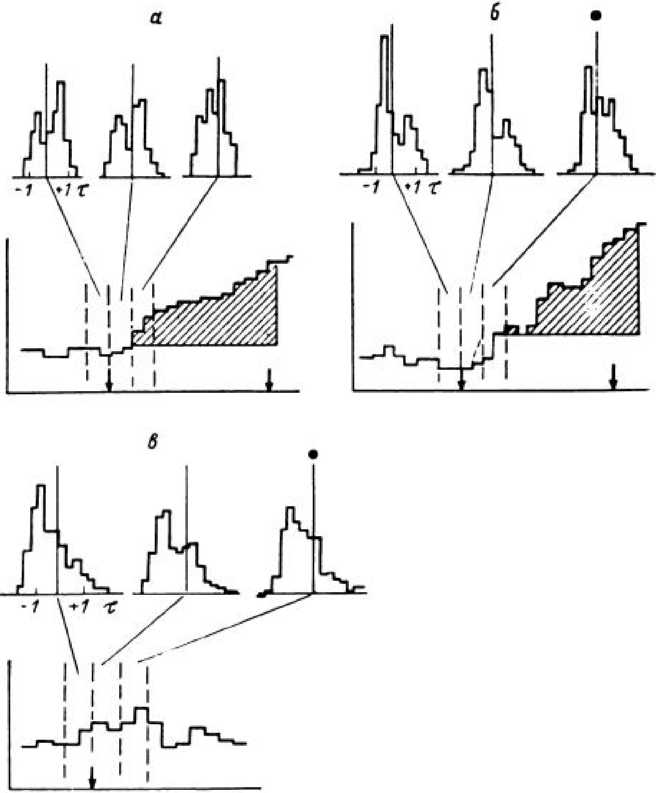 а
б
-1 +1 τ
-1 +1 τ
в
-1 +1 τ